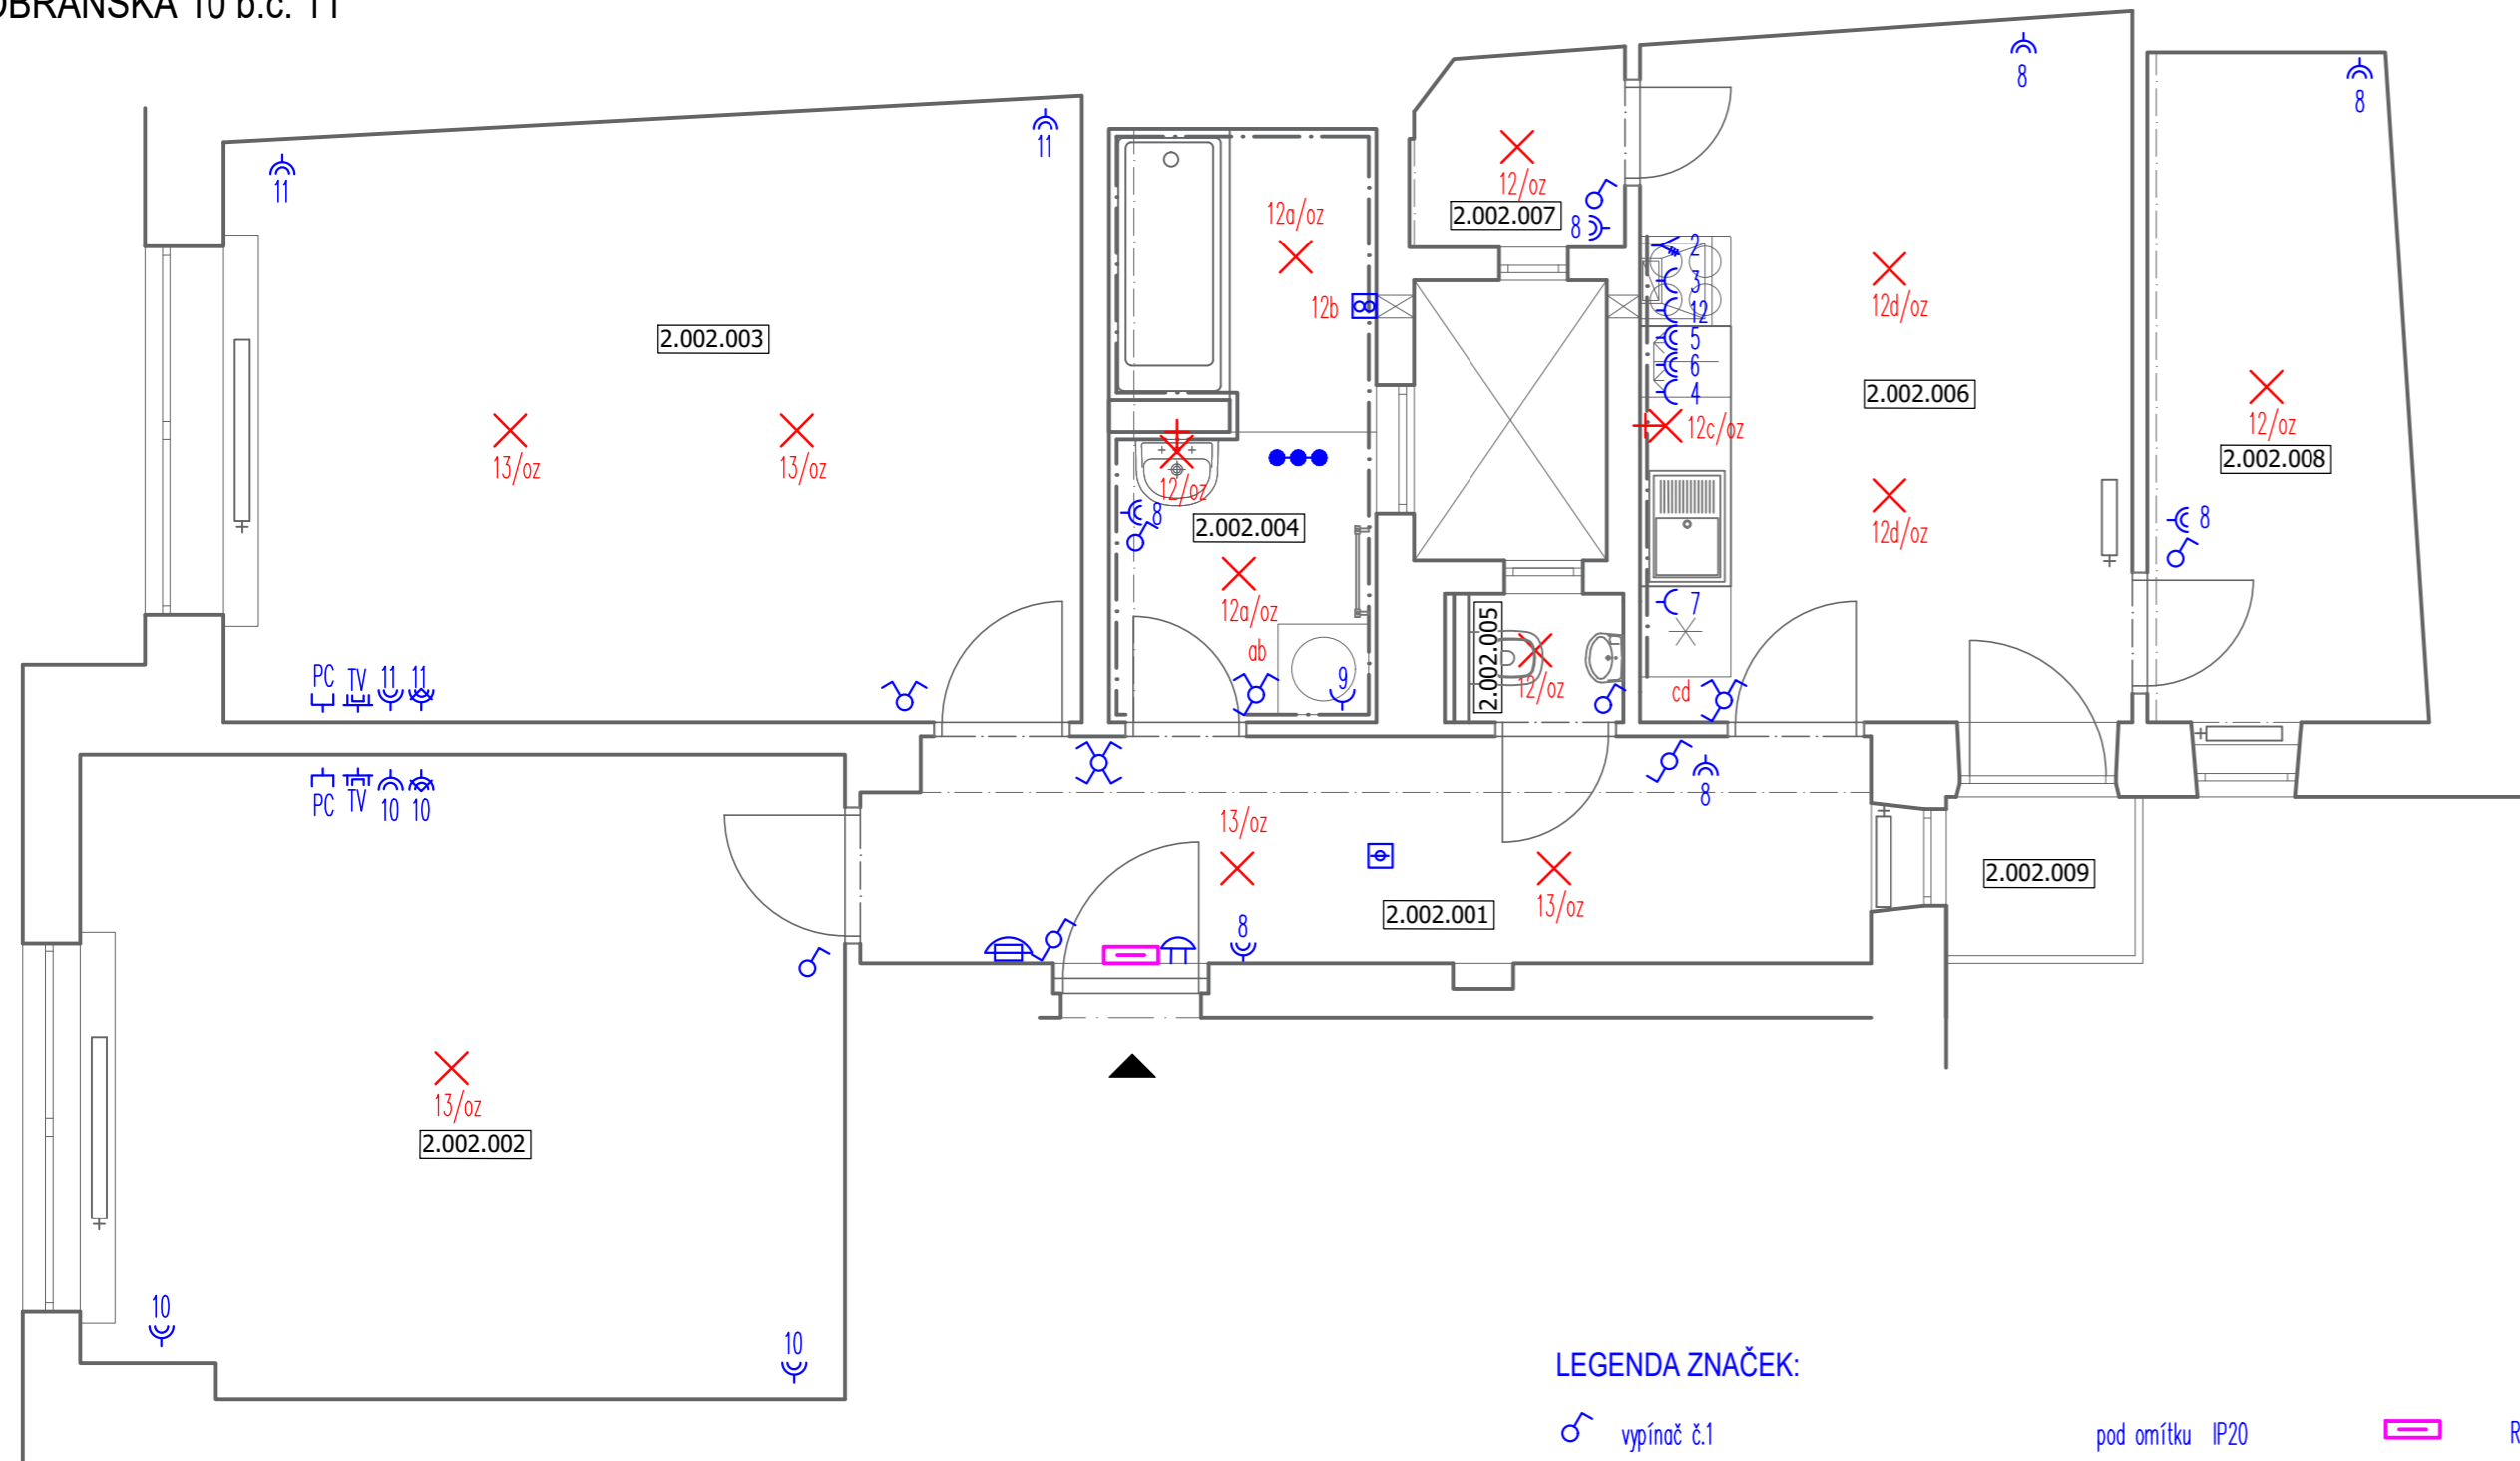 10 b.č. 11
8
8
11
11
12/oz
2.002.007
8
12a/oz
12b
2
3
12
5
6
4
12d/oz
2.002.003
2.002.006
12/oz
2.002.008
13/oz
13/oz
12c/oz
12/oz
8
2.002.004
12d/oz
8
12a/oz
ab
9
2.002.005
12/oz
7
cd
PC TV 11 11
PC TV 10 10
8
13/oz
13/oz
2.002.001
2.002.009
8
13/oz
2.002.002
10
10
LEGENDA ZNAČEK:
vypínač č.1 pod omítku IP20